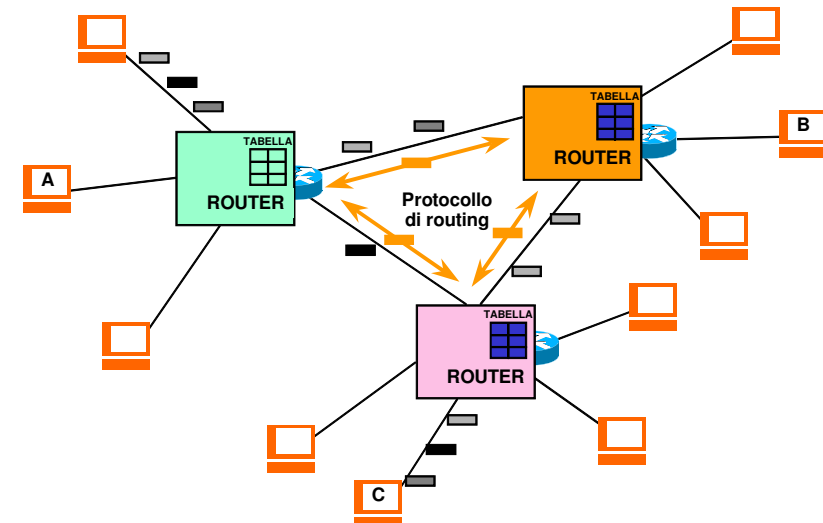 TABELLA
ROUTER
B
TABELLA
ROUTER
A
Protocollo
di routing
TABELLA
ROUTER
C